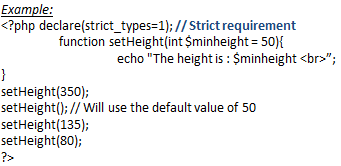 Example:
<?php declare(strict_types=1); // Strict requirement
function setHeight(int $minheight = 50){
echo "The height is : $minheight <br>”;
}
setHeight(350);
setHeight(); // Will use the default value of 50
setHeight(135);
setHeight(80);
?>